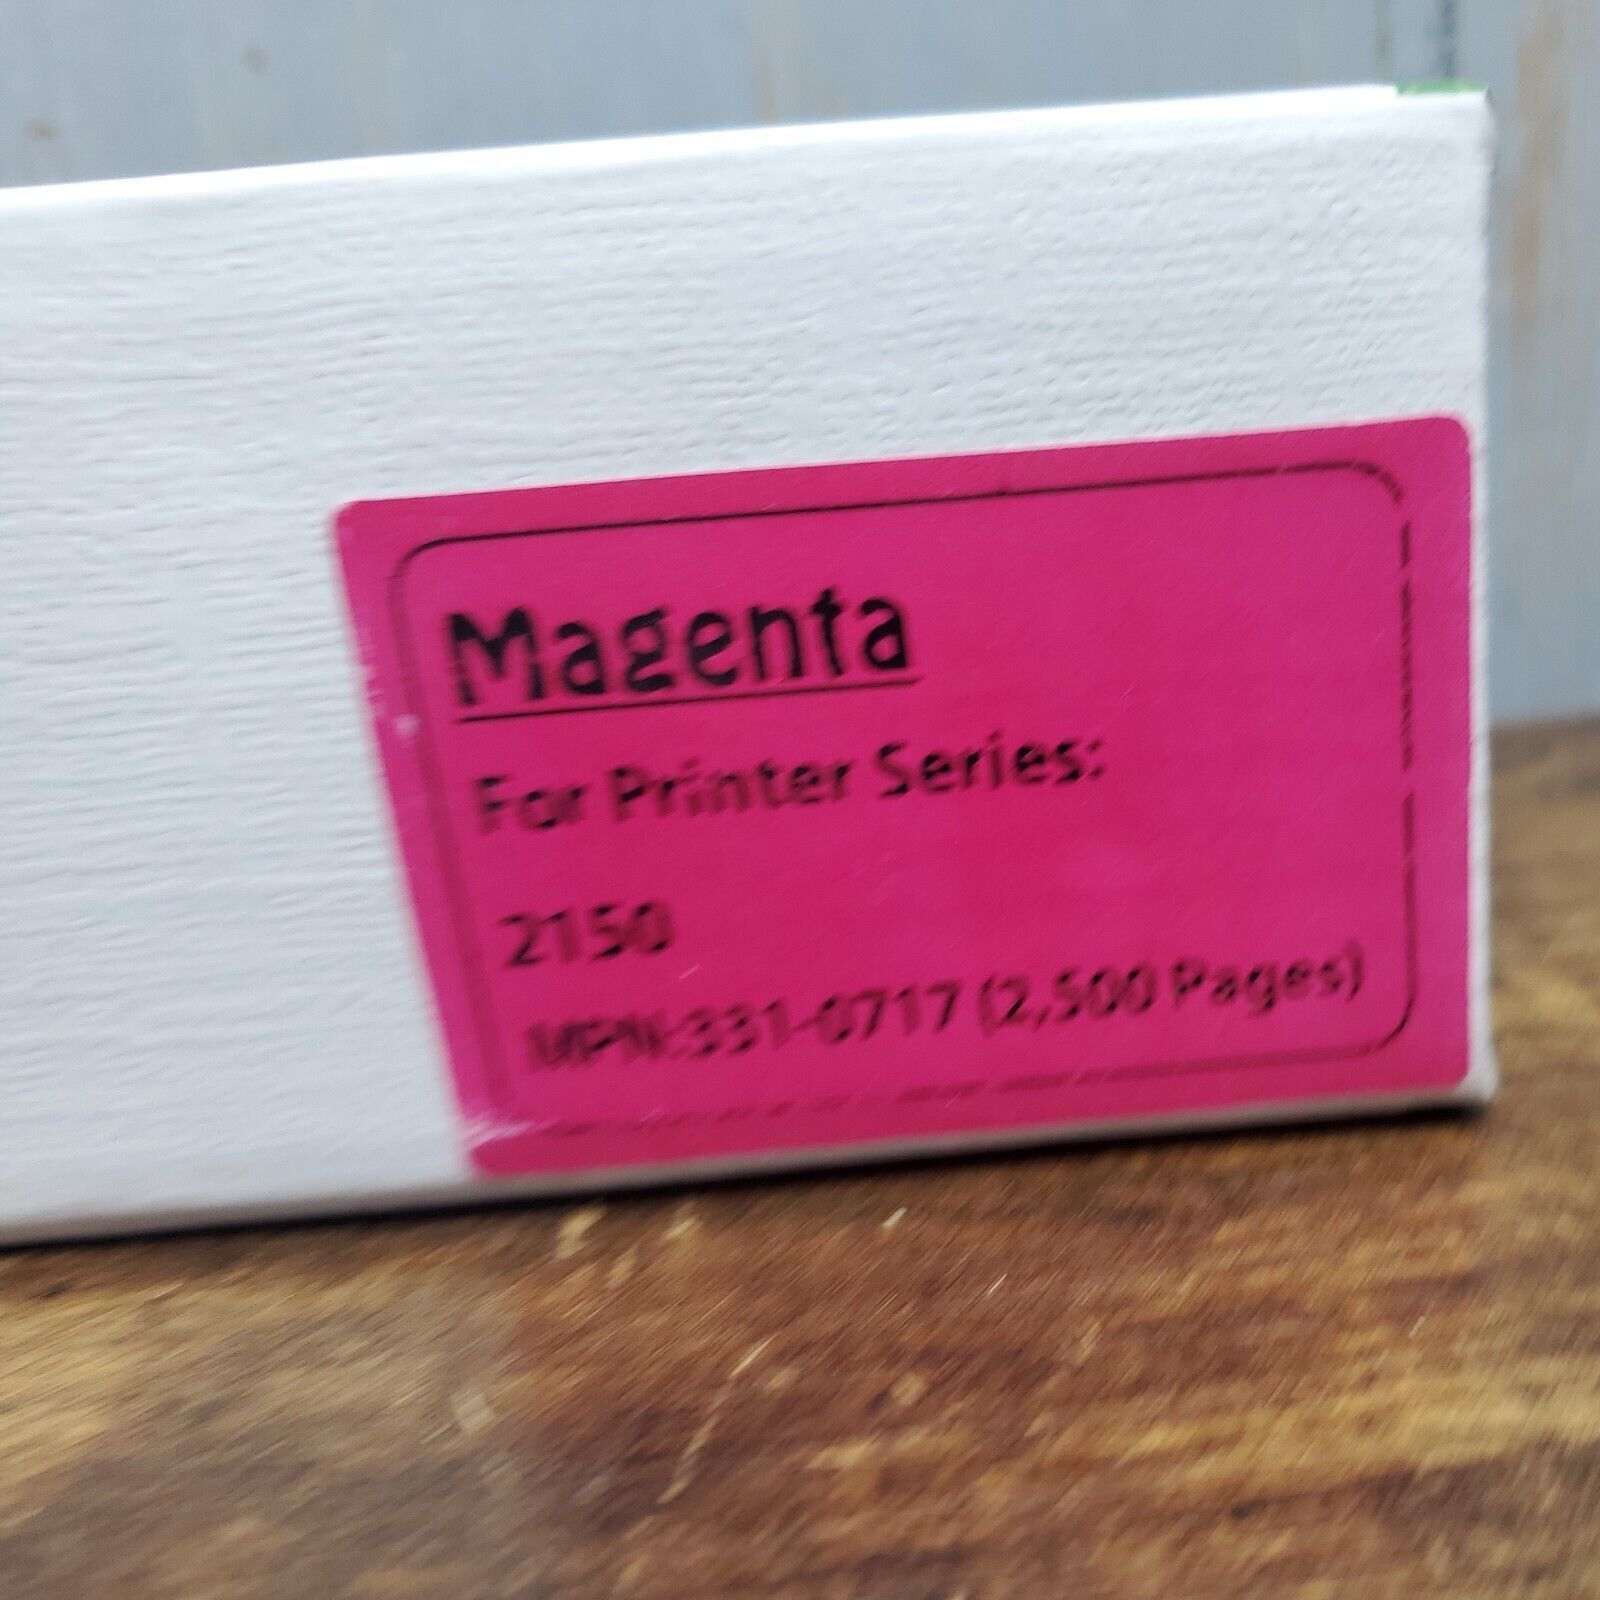 Magenta
For Printer Series:
2150
MPN:331-0717 (2,500 Pages)